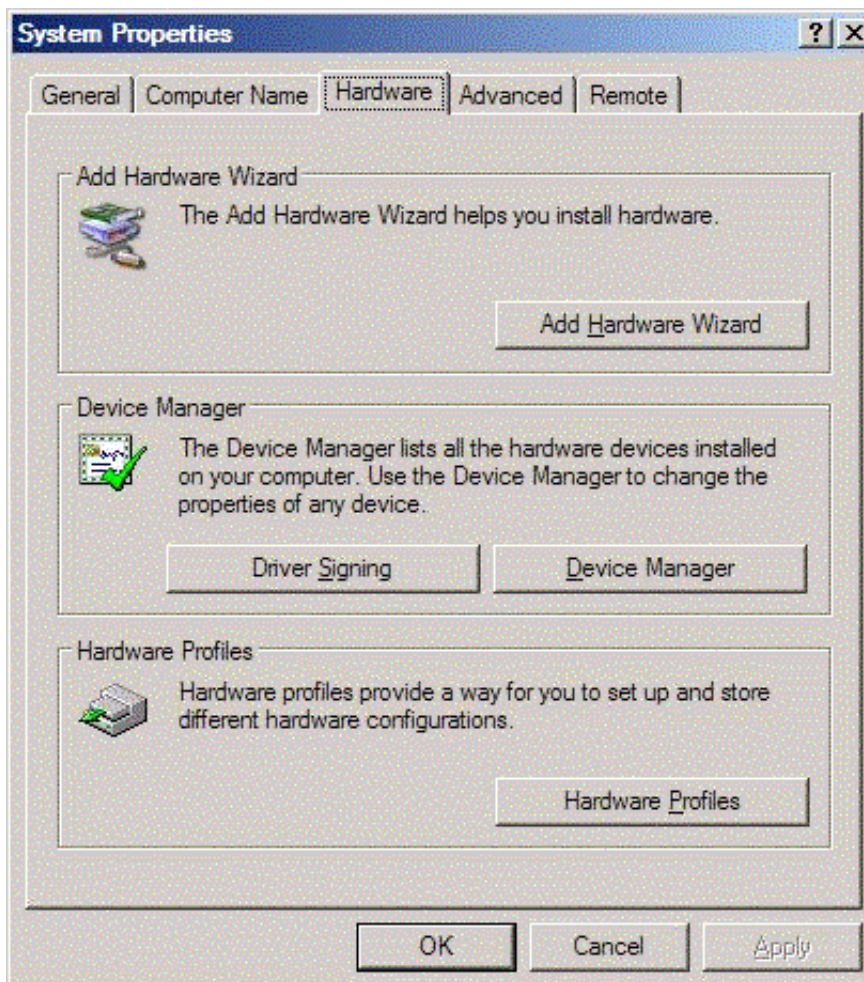 System Properties
General Computer Name Hardware Advanced Remote
Add Hardware Wizard
The Add Hardware Wizard helps you install hardware.
Add Hardware Wizard
Device Manager
The Device Manager lists all the hardware devices installed
on your computer. Use the Device Manager to change the
properties of any device.
Driver Signing Device Manager
Hardware Profiles
Hardware profiles provide a way for you to set up and store
different hardware configurations.
Hardware Profiles
OK Cancel Apply